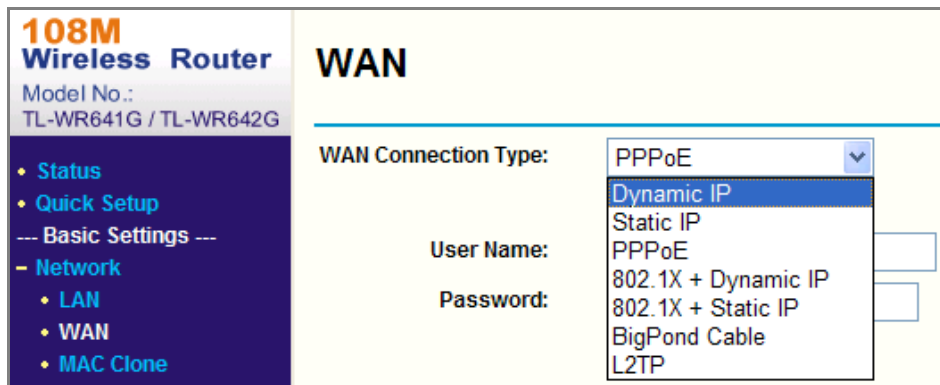 108M
Wireless Router
Model No.:
TL-WR641G / TL-WR642G
• Status
• Quick Setup
--- Basic Settings ---
– Network
• LAN
• WAN
• MAC Clone
WAN
WAN Connection Type:
PPPoE
Dynamic IP
Static IP
PPPoE
802.1X + Dynamic IP
802.1X + Static IP
BigPond Cable
L2TP
User Name:
Password: